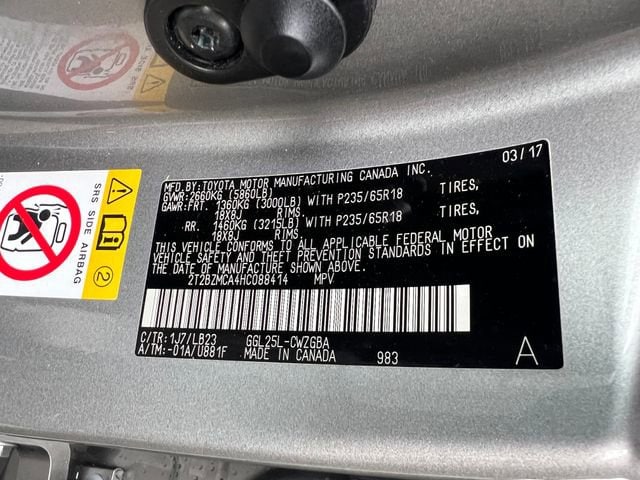 03/17
MFD.BY:TOYOTA MOTOR MANUFACTURING CANADA INC.
GVWR:2660KG (5860LB)
GAWR:FRT. 1360KG (3000LB) WITH P235/65R18 TIRES,
18X8J RIMS.
RR. 1460KG (3215LB) WITH P235/65R18 TIRES,
18X8J RIMS.
THIS VEHICLE CONFORMS TO ALL APPLICABLE FEDERAL MOTOR
VEHICLE SAFETY AND THEFT PREVENTION STANDARDS IN EFFECT ON
THE DATE OF MANUFACTURE SHOWN ABOVE.
2T2BZMCA4HC088414 MPV
C/TR:1J7/LB23 GGL25L-CWZGBA
A/TM:-01A/U881F MADE IN CANADA 983 A
SRS SIDE AIRBAG
2